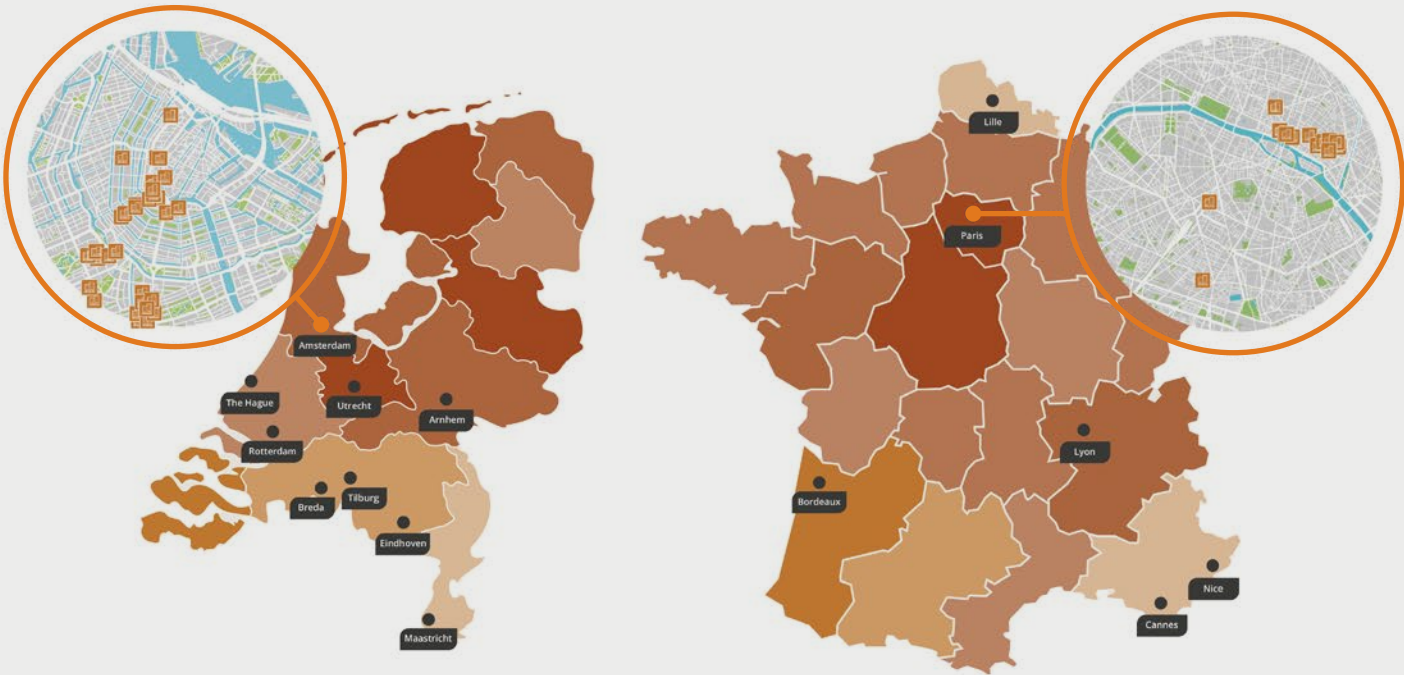 Amsterdam
The Hague
Utrecht
Arnhem
Rotterdam
Tilburg
Breda
Eindhoven
Maastricht
Lille
Paris
Lyon
Bordeaux
Nice
Cannes